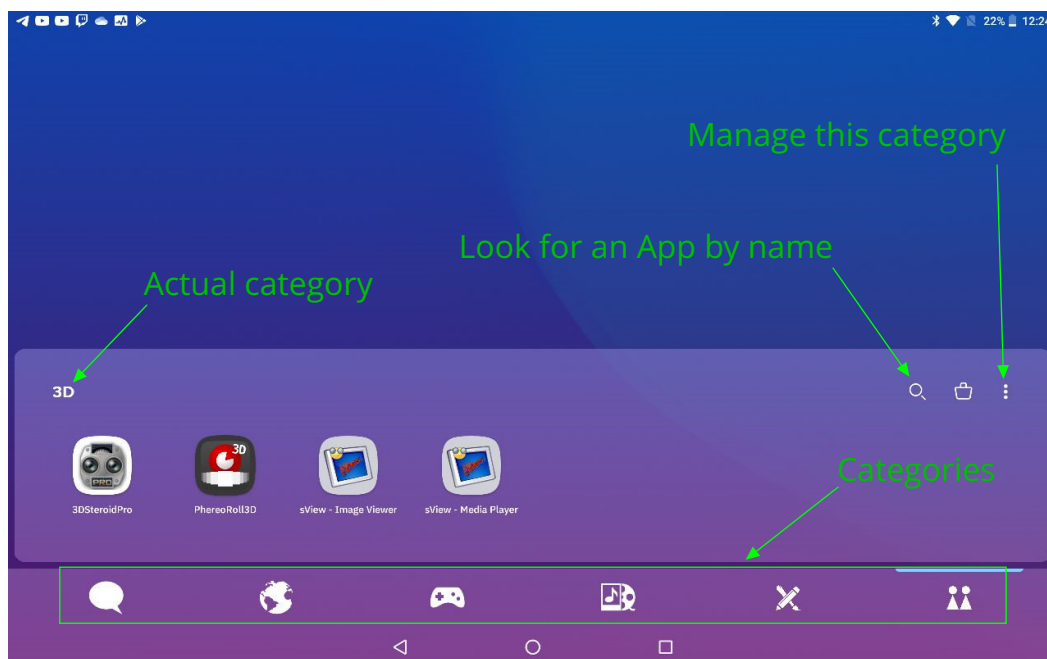 22% 12:24
Manage this category
Look for an App by name
Actual category
3D
Categories
PRO
3D
3DSteroidPro
PhereoRoll3D
sView - Image Viewer
sView - Media Player